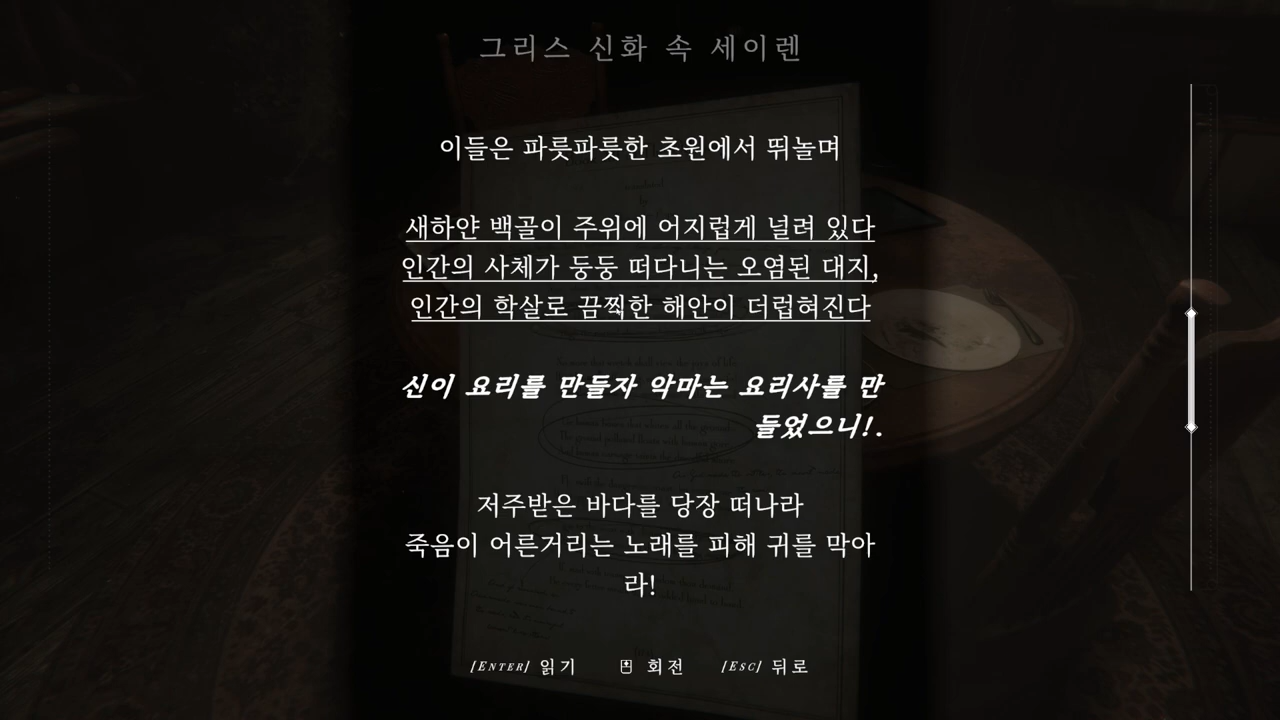 그리스 신화 속 세이렌
이들은 파릇파릇한 초원에서 뛰놀며
새하얀 백골이 주위에 어지럽게 널려 있다
인간의 사체가 둥둥 떠다니는 오염된 대지,
인간의 학살로 끔찍한 해안이 더럽혀진다
신이 요리를 만들자 악마는 요리사를 만
들었으니!.
저주받은 바다를 당장 떠나라
죽음이 어른거리는 노래를 피해 귀를 막아
라!
[ENTER] 읽기 회전 [ESC] 뒤로